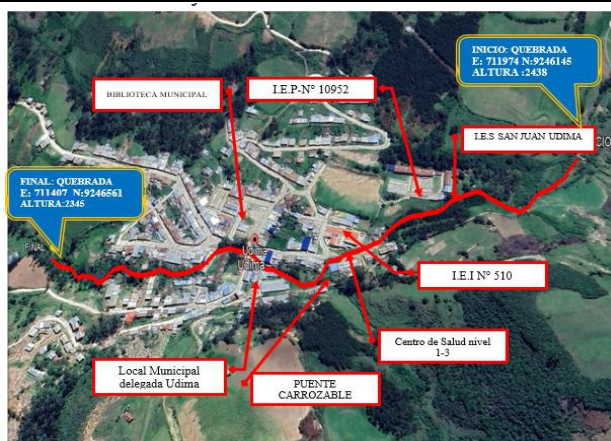 INICIO: QUEBRADA
E: 711974 N:9246145
ALTURA :2438
BIBLIOTECA MUNICIPAL
I.E.P-N° 10952
I.E.S SAN JUAN UDIMA
CIO
FINAL: QUEBRADA
E: 711407 N:9246561
ALTURA:2345
FINAL
Udima
Udima
I.E.I N° 510
Centro de Salud nivel
1-3
Local Municipal
delegada Udima
PUENTE
CARROZABLE